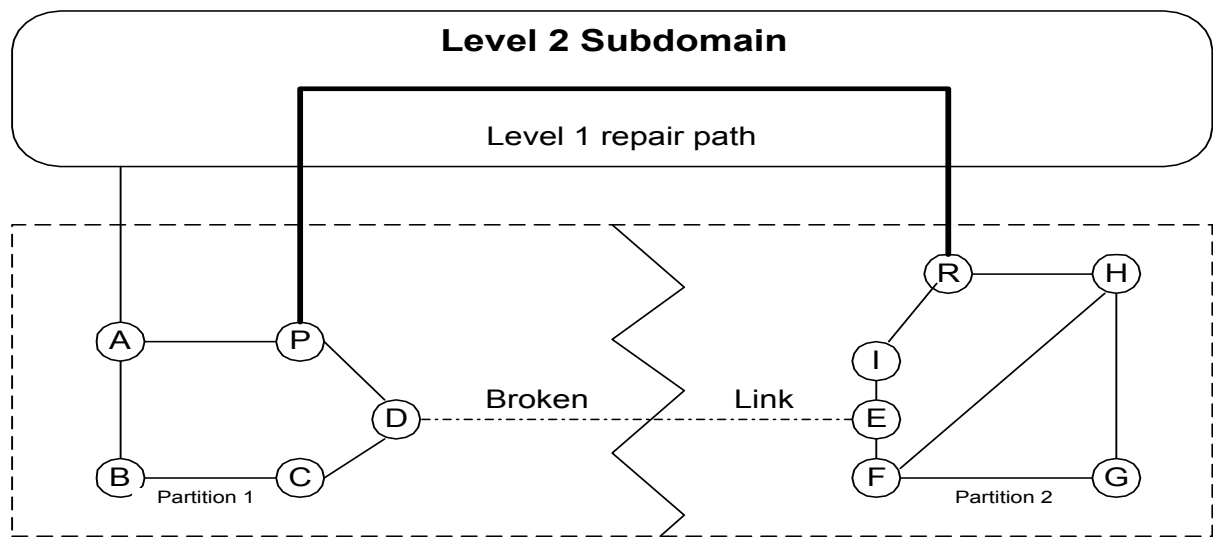 Level 2 Subdomain
Level 1 repair path
R H
A P
I
Broken Link
D E
B C F G
Partition 1 Partition 2